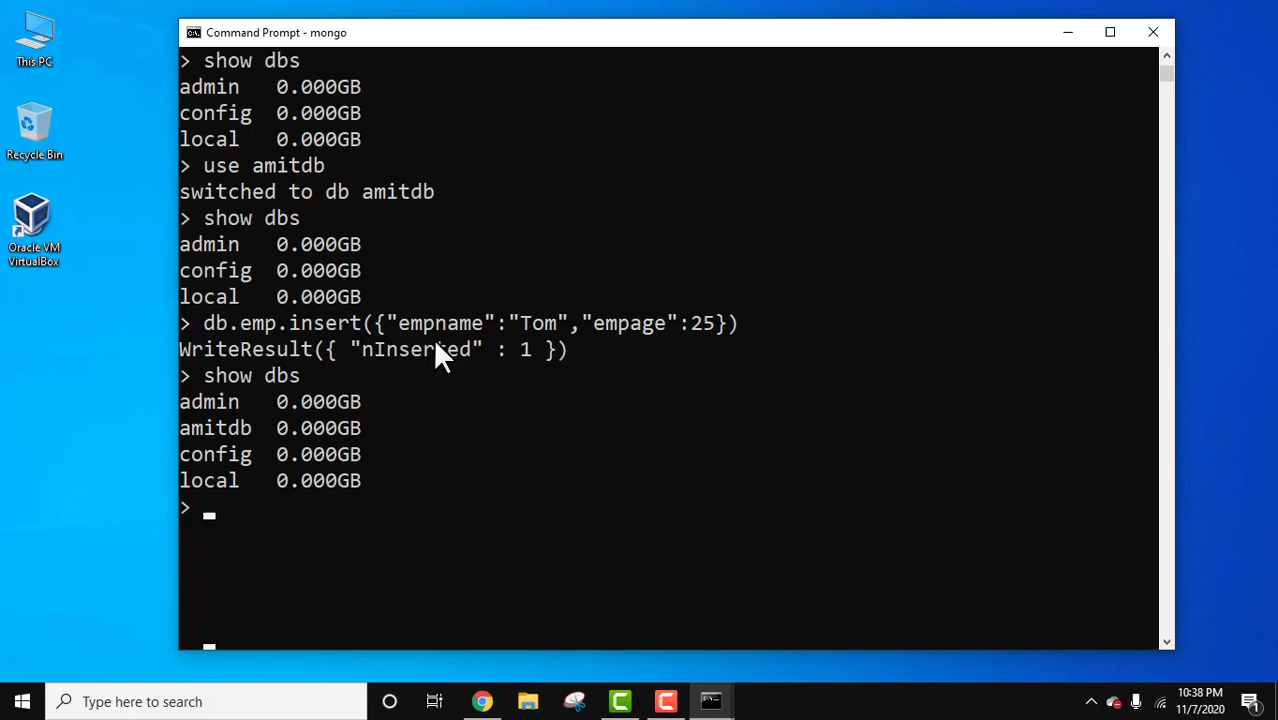 This PC
Recycle Bin
Oracle VM
VirtualBox
Command Prompt - mongo
> show dbs
admin   0.000GB
config  0.000GB
local   0.000GB
> use amitdb
switched to db amitdb
> show dbs
admin   0.000GB
config  0.000GB
local   0.000GB
> db.emp.insert({"empname":"Tom","empage":25})
WriteResult({ "nInserted" : 1 })
> show dbs
admin   0.000GB
amitdb  0.000GB
config  0.000GB
local   0.000GB
>
Type here to search
10:38 PM
11/7/2020
1